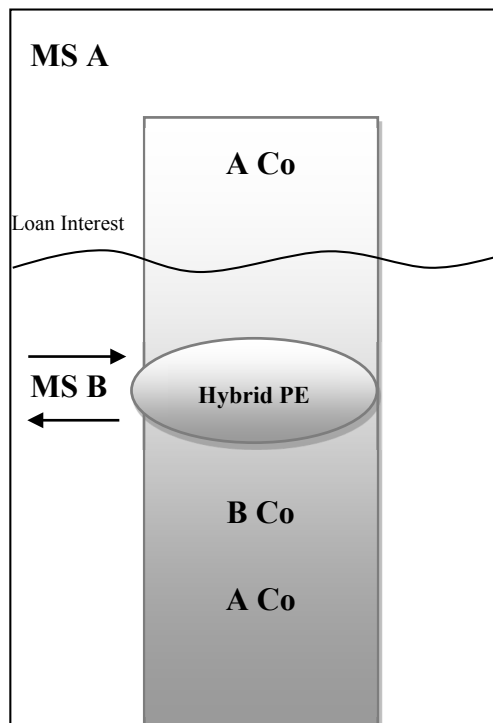 MS A
A Co
Loan Interest
MS B
Hybrid PE
B Co
A Co